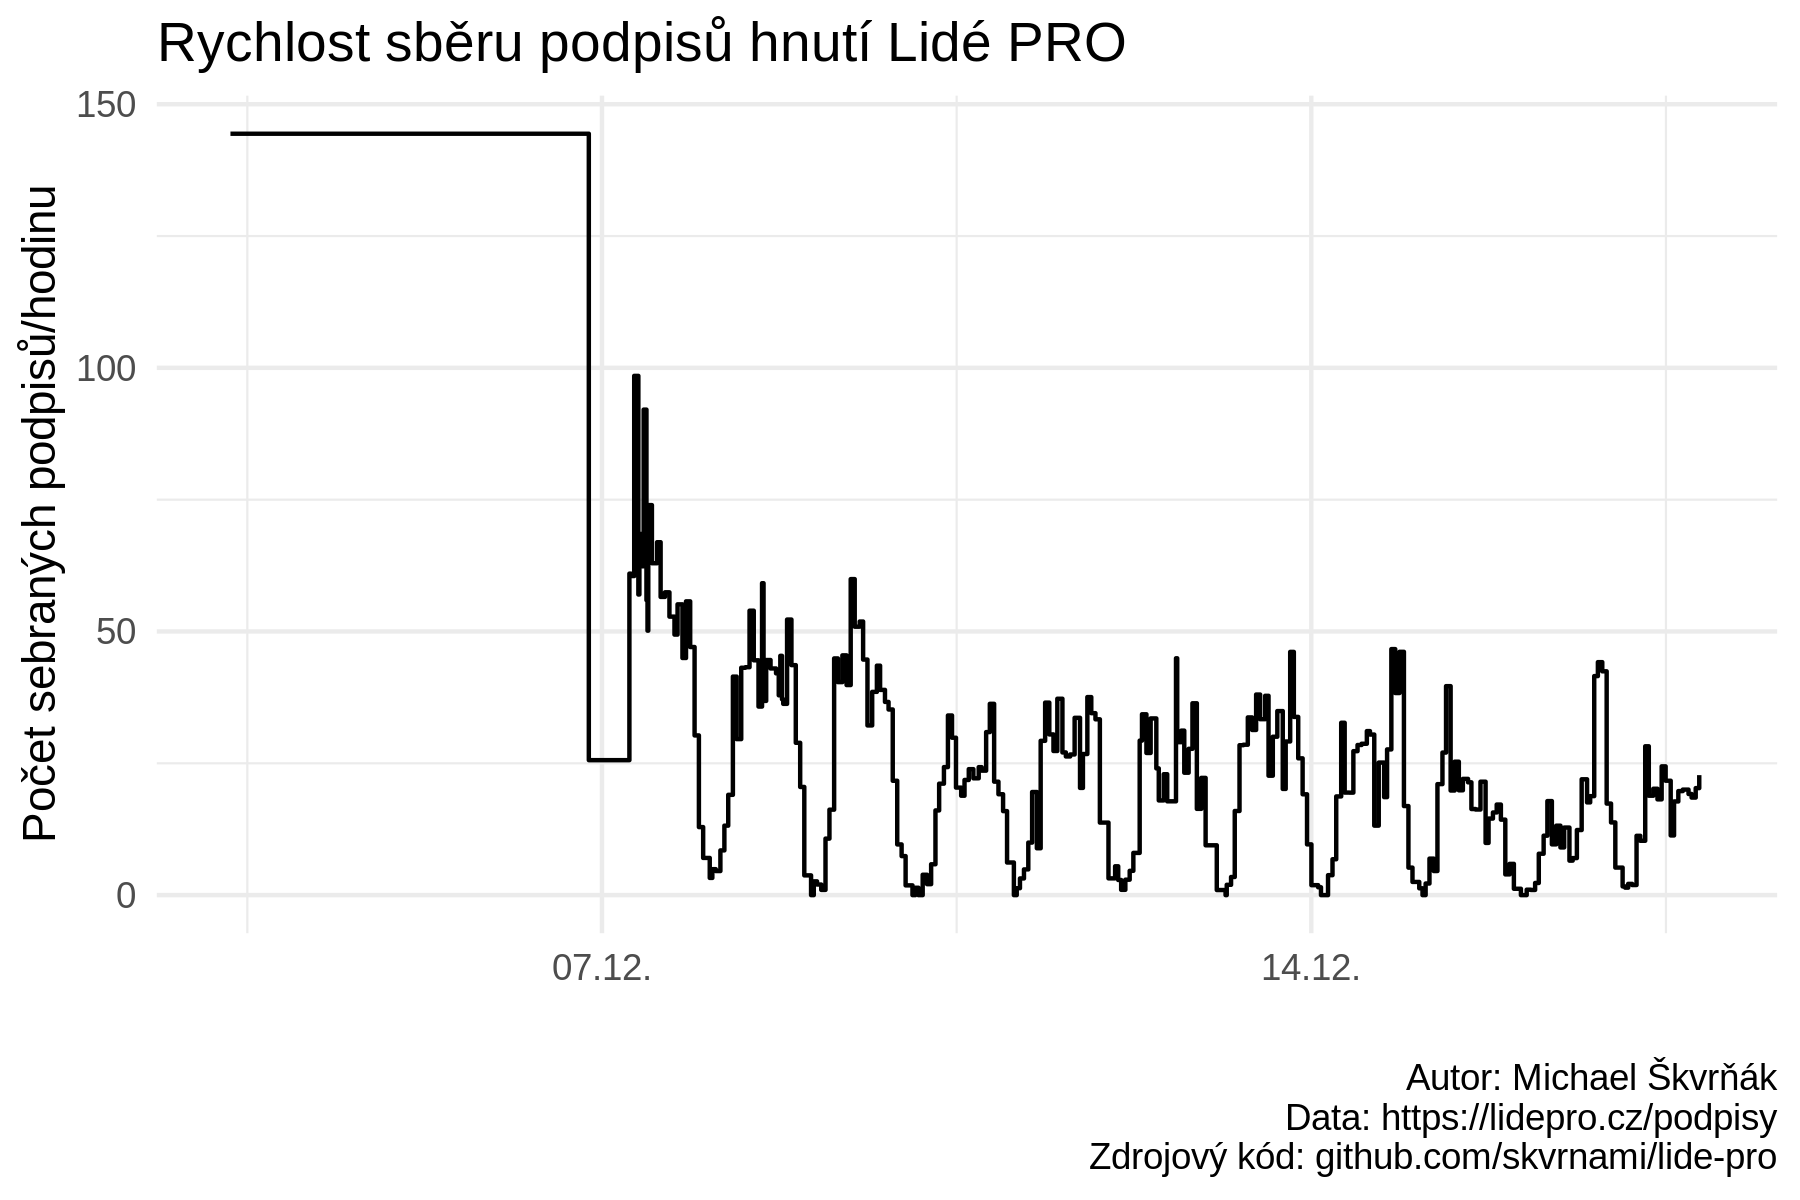 Rychlost sběru podpisů hnutí Lidé PRO
Počet sebraných podpisů/hodinu
150
100
50
0
07.12.
14.12.
Autor: Michael Škvrňák
Data: https://lidepro.cz/podpisy
Zdrojový kód: github.com/skvrnami/lide-pro